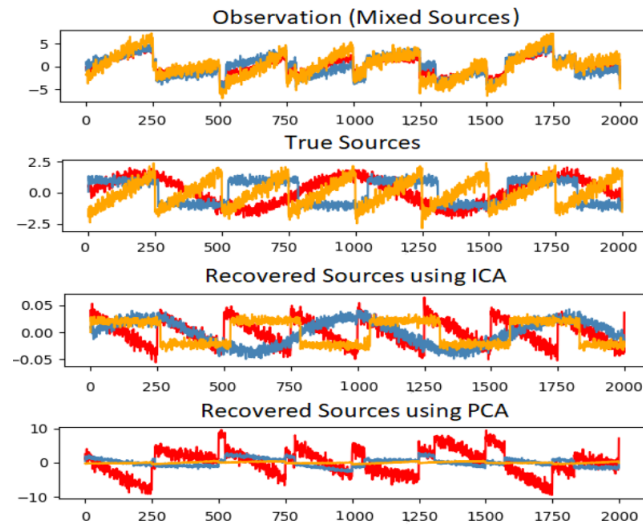 Observation (Mixed Sources)
5
0
−5
0 250 500 750 1000 1250 1500 1750 2000
True Sources
2.5
0.0
−2.5
0 250 500 750 1000 1250 1500 1750 2000
Recovered Sources using ICA
0.05
0.00
−0.05
0 250 500 750 1000 1250 1500 1750 2000
Recovered Sources using PCA
10
0
−10
0 250 500 750 1000 1250 1500 1750 2000